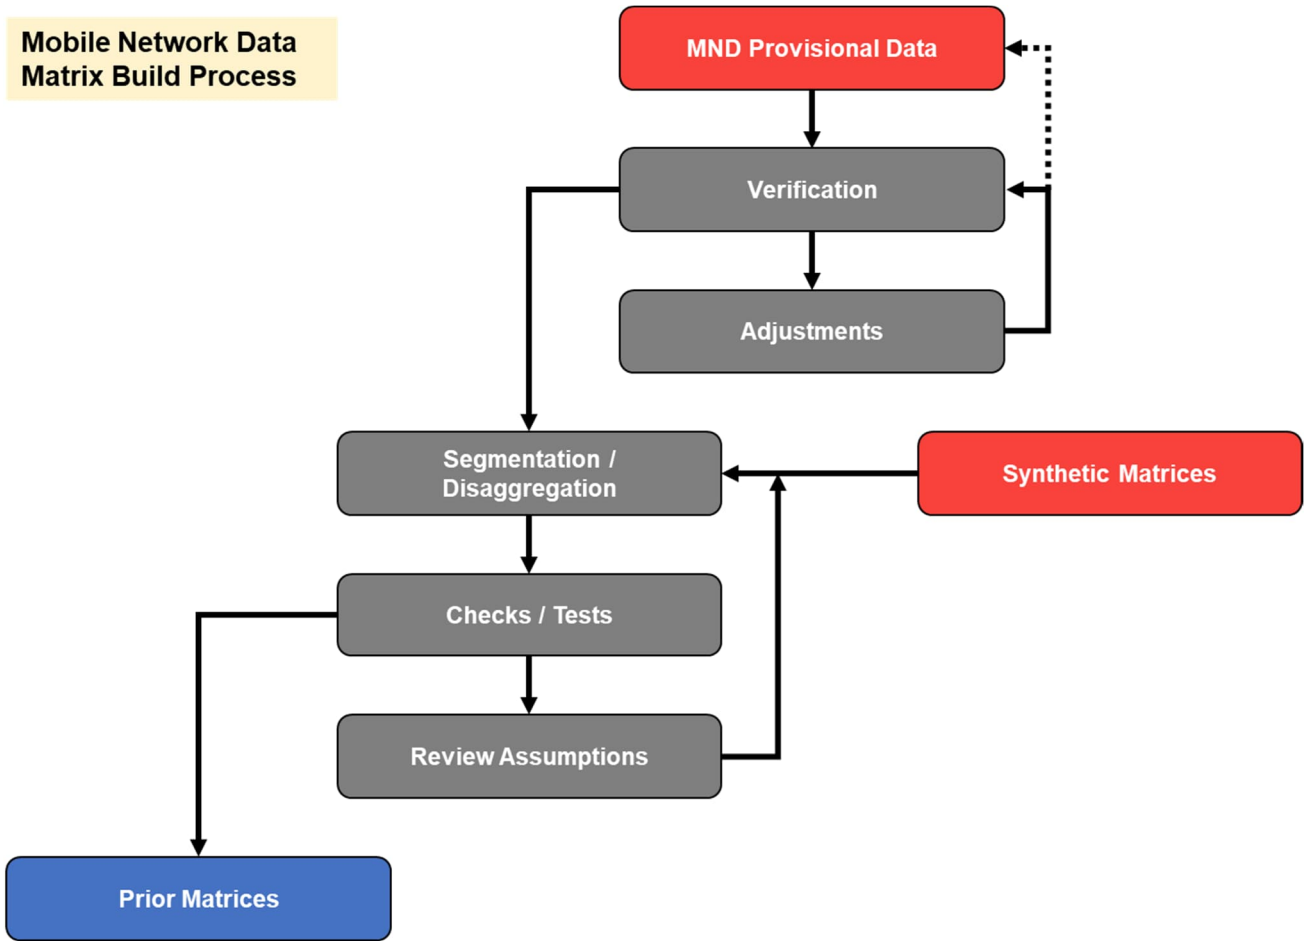 Mobile Network Data
Matrix Build Process
MND Provisional Data
Verification
Adjustments
Segmentation /
Disaggregation
Synthetic Matrices
Checks / Tests
Review Assumptions
Prior Matrices